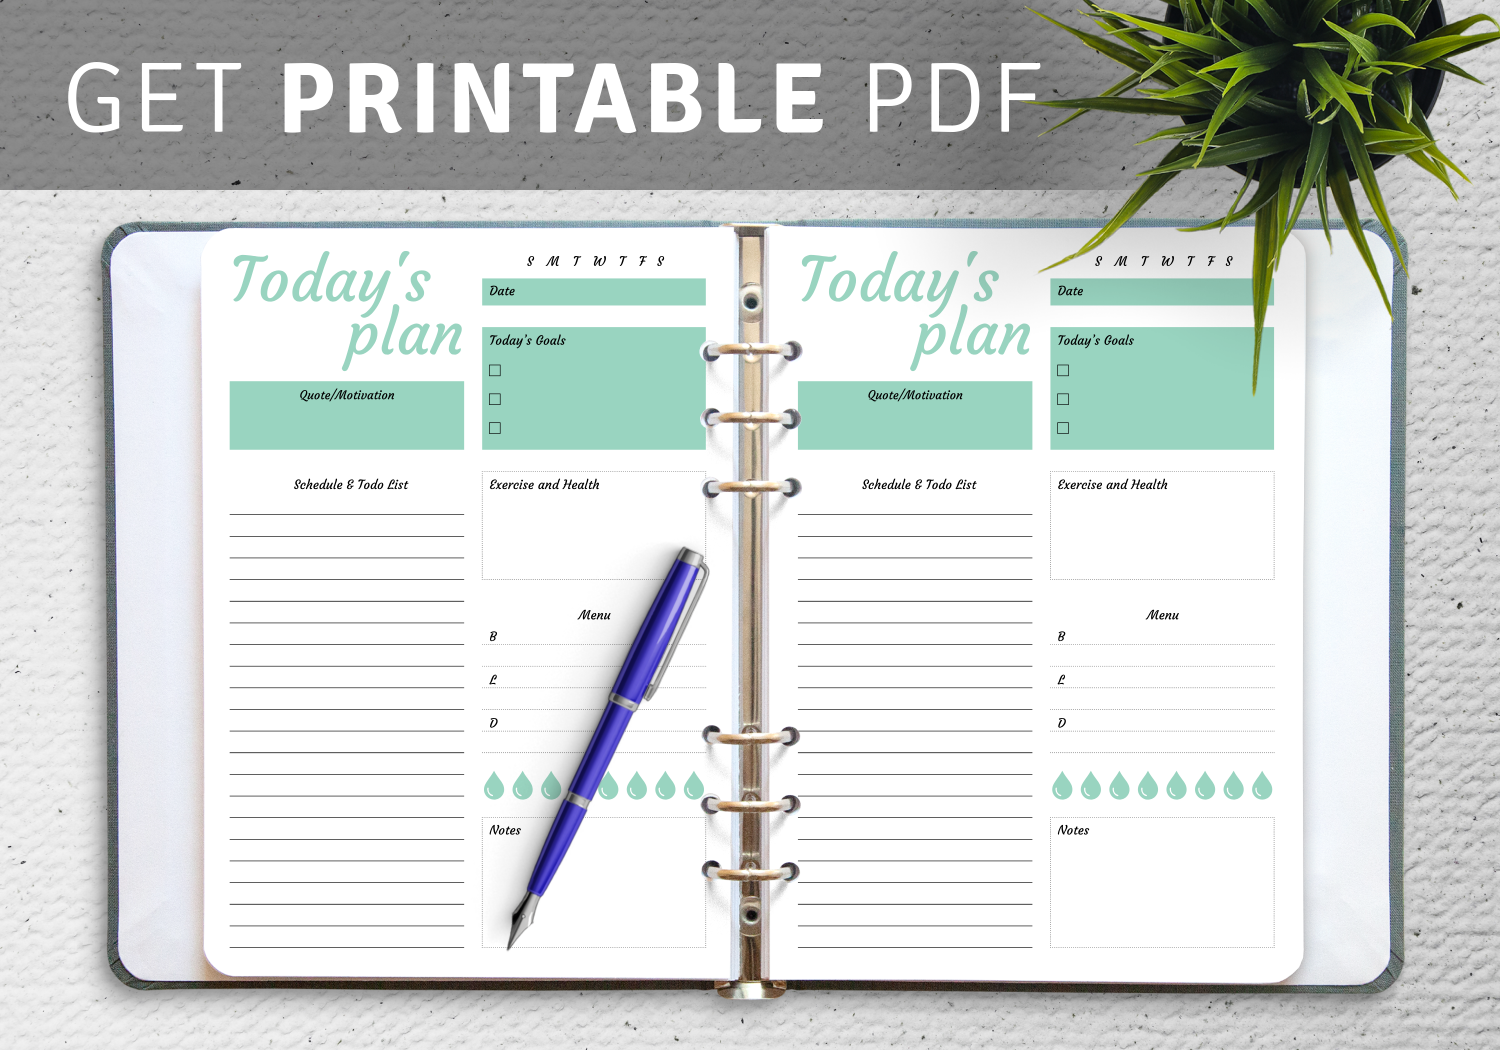 GET PRINTABLE PDF
Today's
plan
S M T W T F S
Date
Today's Goals
Quote/Motivation
Schedule & Todo List
Exercise and Health
Menu
B
L
D
Notes
Today's
plan
S M T W T F S
Date
Today's Goals
Quote/Motivation
Schedule & Todo List
Exercise and Health
Menu
B
L
D
Notes